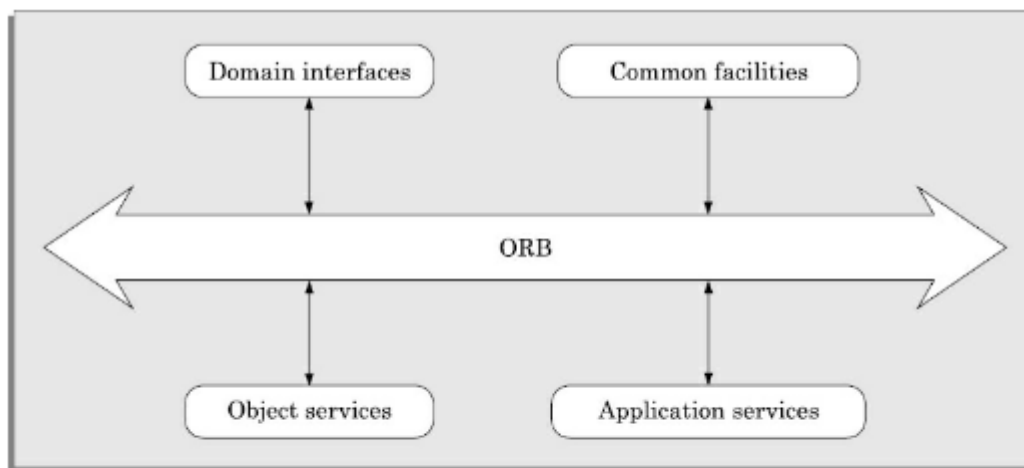 Domain interfaces
Common facilities
ORB
Object services
Application services